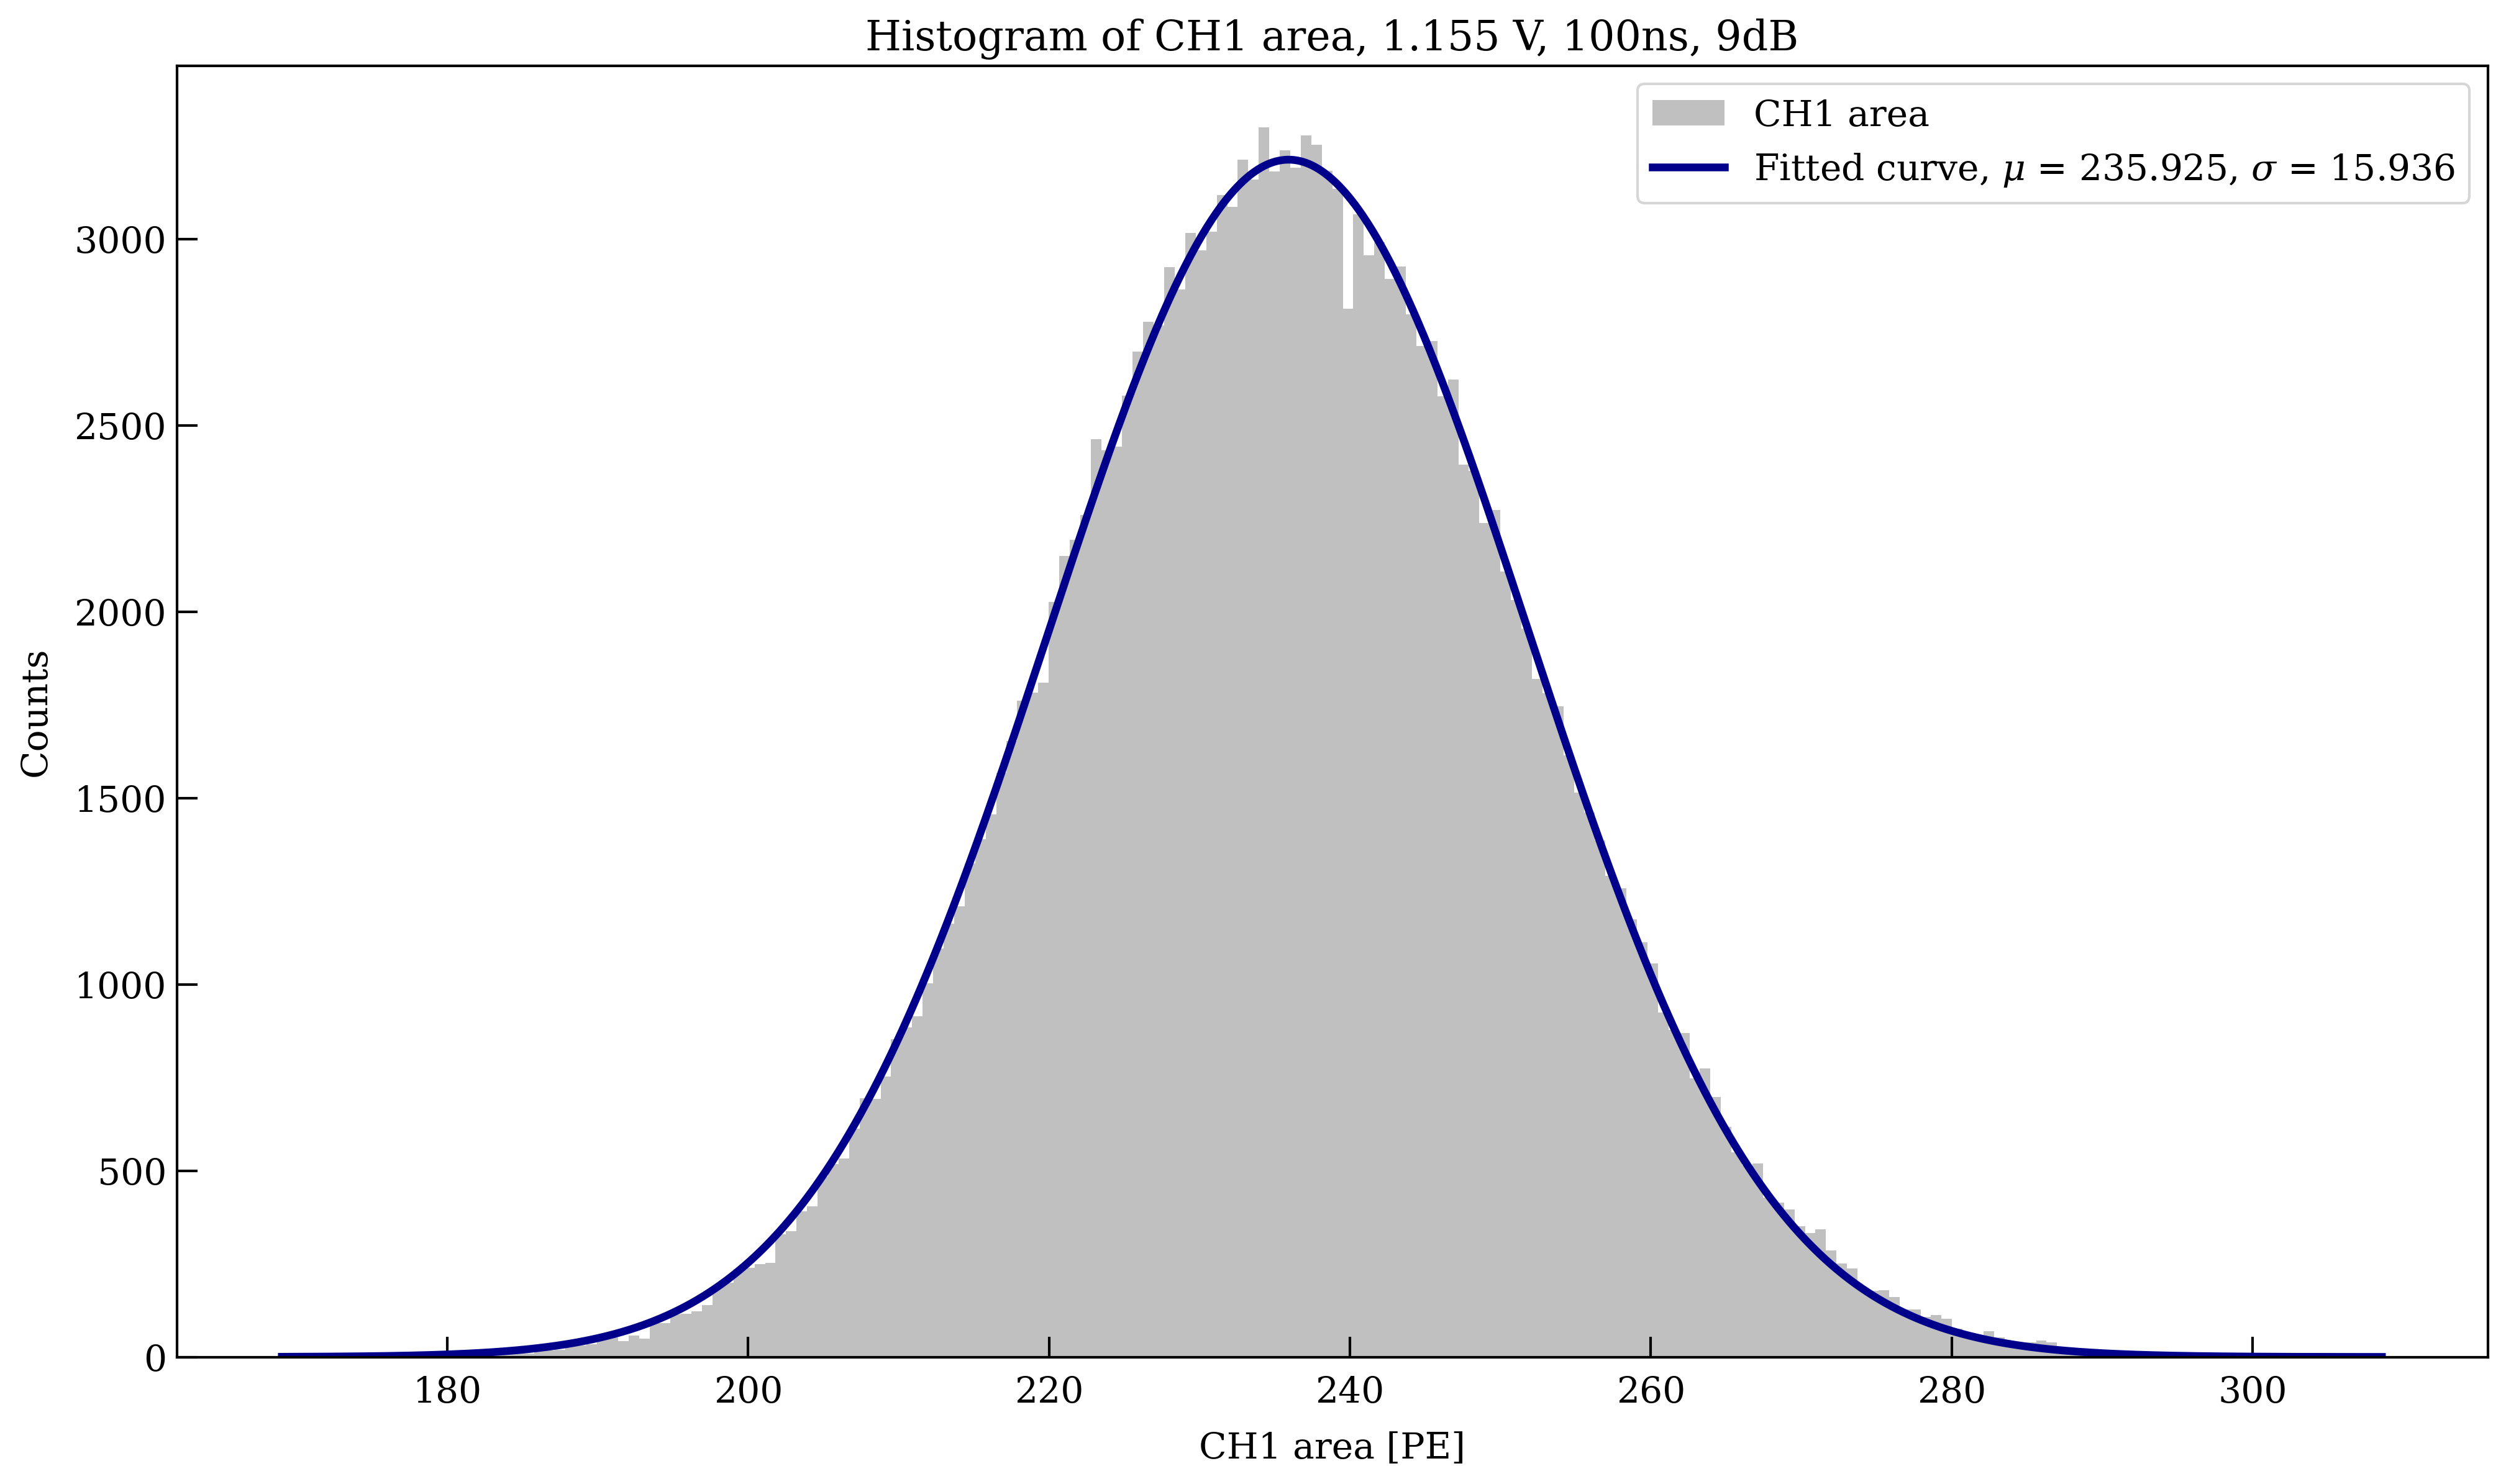 Histogram of CH1 area, 1.155 V, 100ns, 9dB
CH1 area
Fitted curve, μ = 235.925, σ = 15.936
3000
2500
2000
1500
1000
500
0
Counts
180 200 220 240 260 280 300
CH1 area [PE]